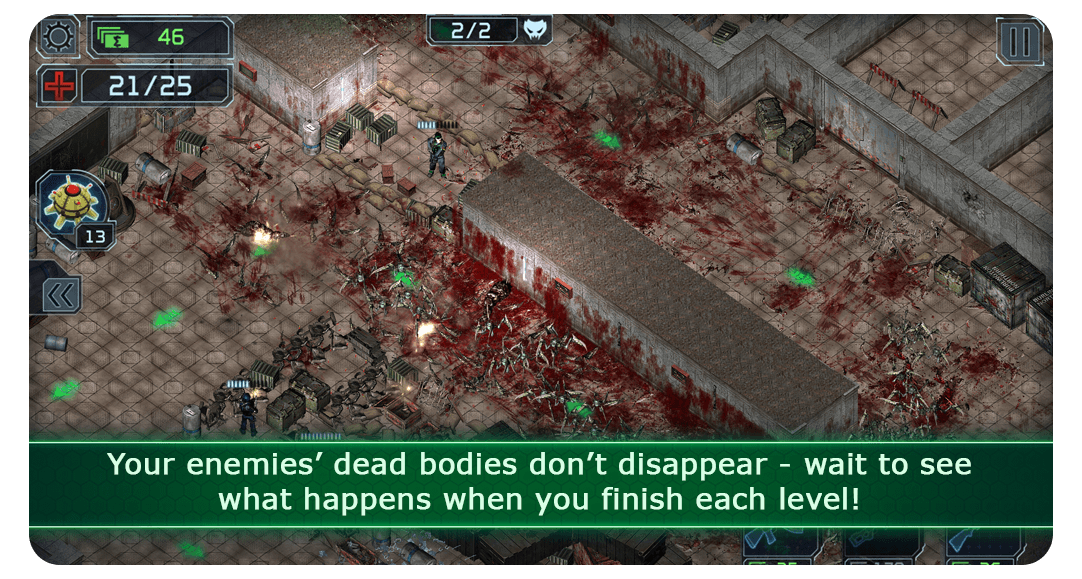 46
2/2
21/25
13
Your enemies’ dead bodies don’t disappear - wait to see
what happens when you finish each level!